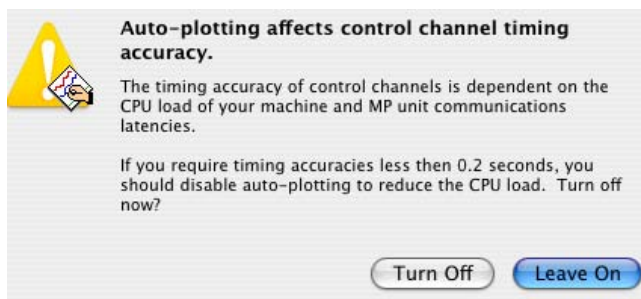 Auto-plotting affects control channel timing
accuracy.
The timing accuracy of control channels is dependent on the
CPU load of your machine and MP unit communications
latencies.
If you require timing accuracies less then 0.2 seconds, you
should disable auto-plotting to reduce the CPU load.  Turn off
now?
Turn Off
Leave On